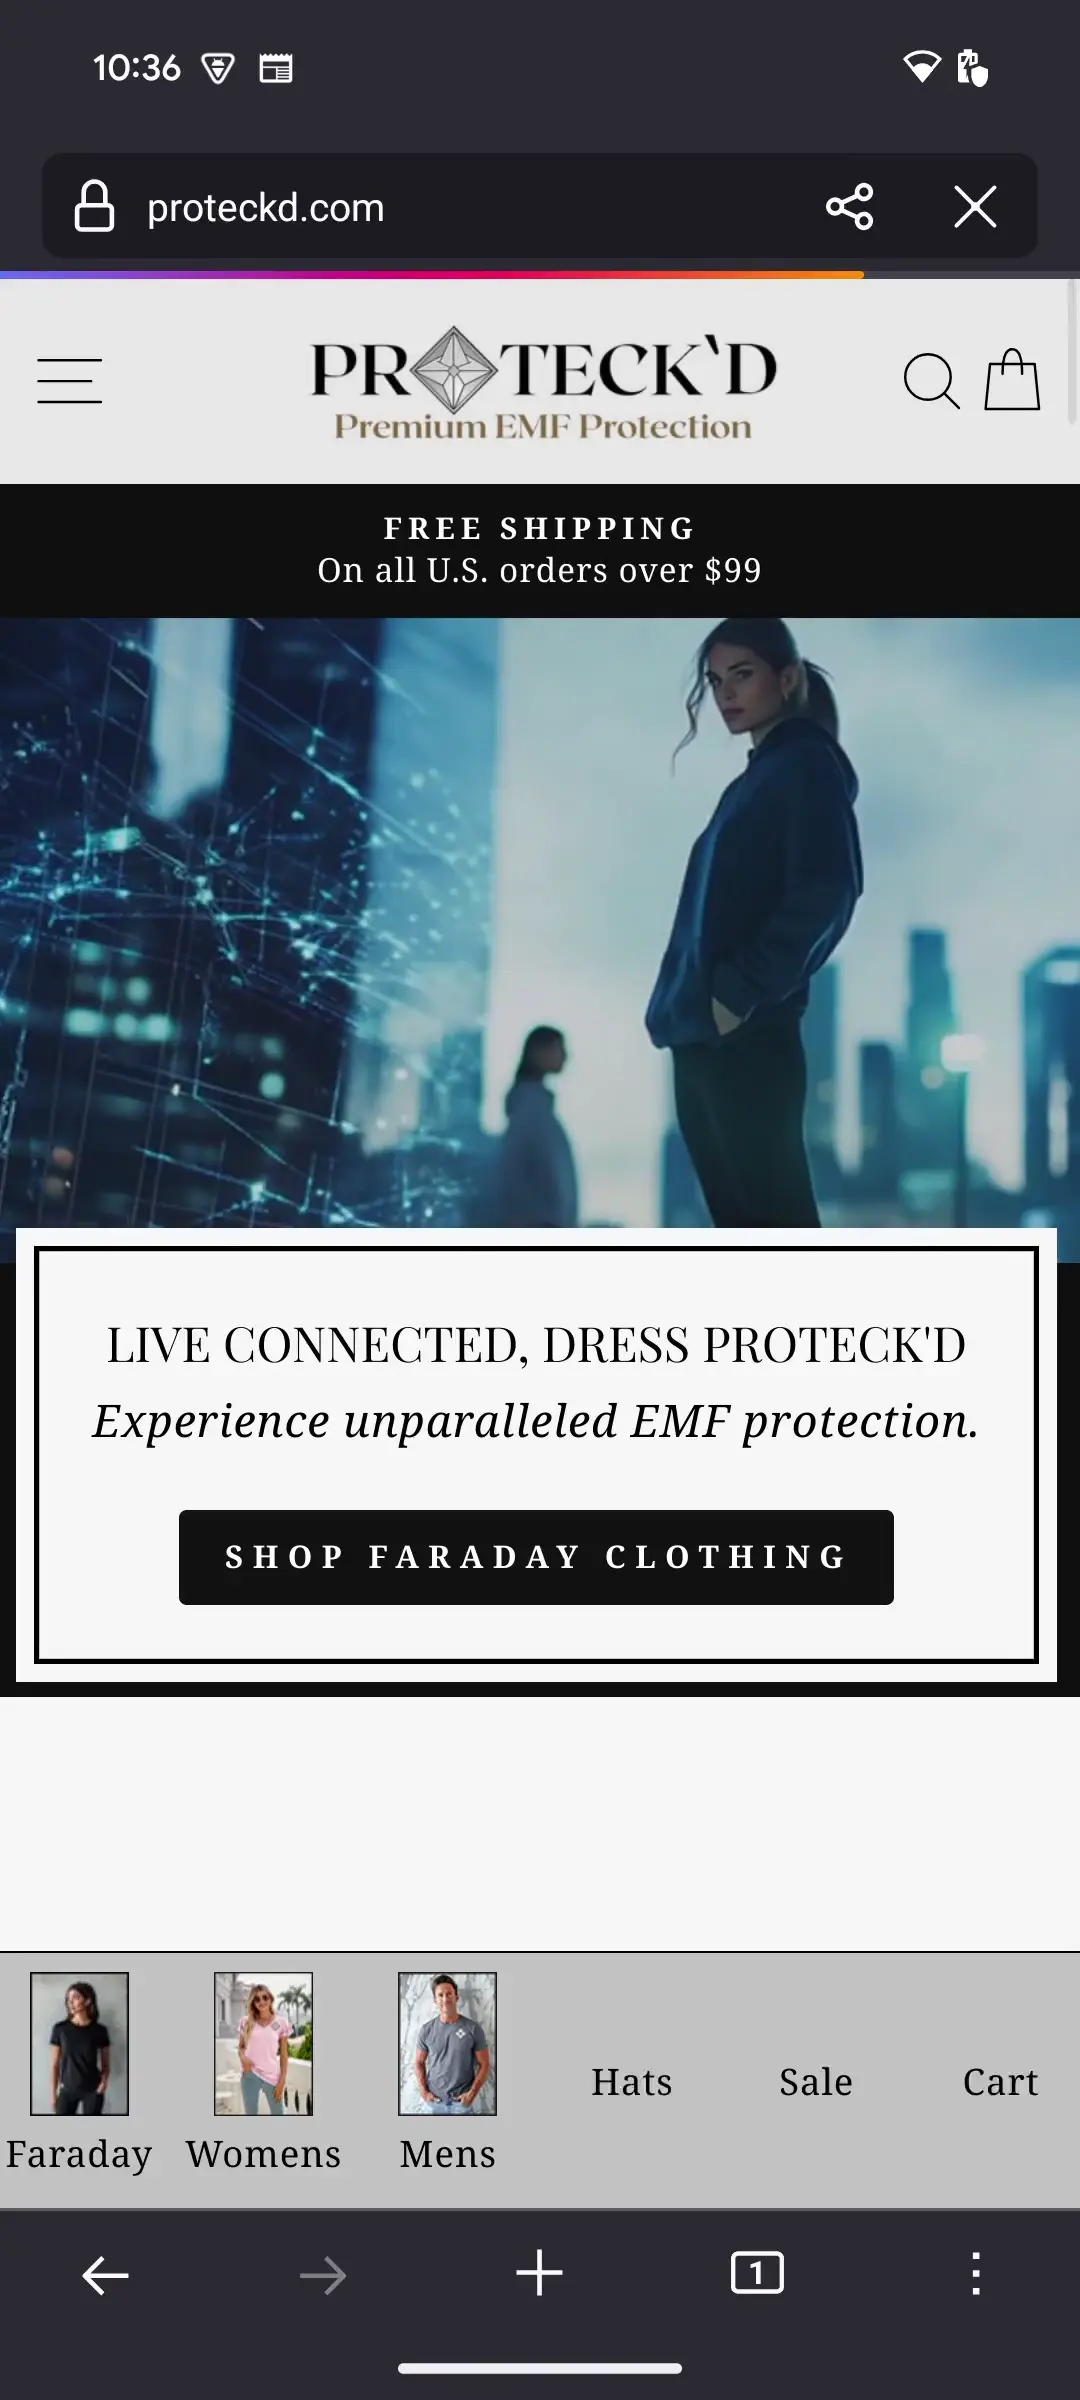 10:36
proteckd.com
PROTECK`D
Premium EMF Protection
FREE SHIPPING
On all U.S. orders over $99
LIVE CONNECTED, DRESS PROTECK'D
Experience unparalleled EMF protection.
SHOP FARADAY CLOTHING
Faraday
Womens
Mens
Hats
Sale
Cart
1